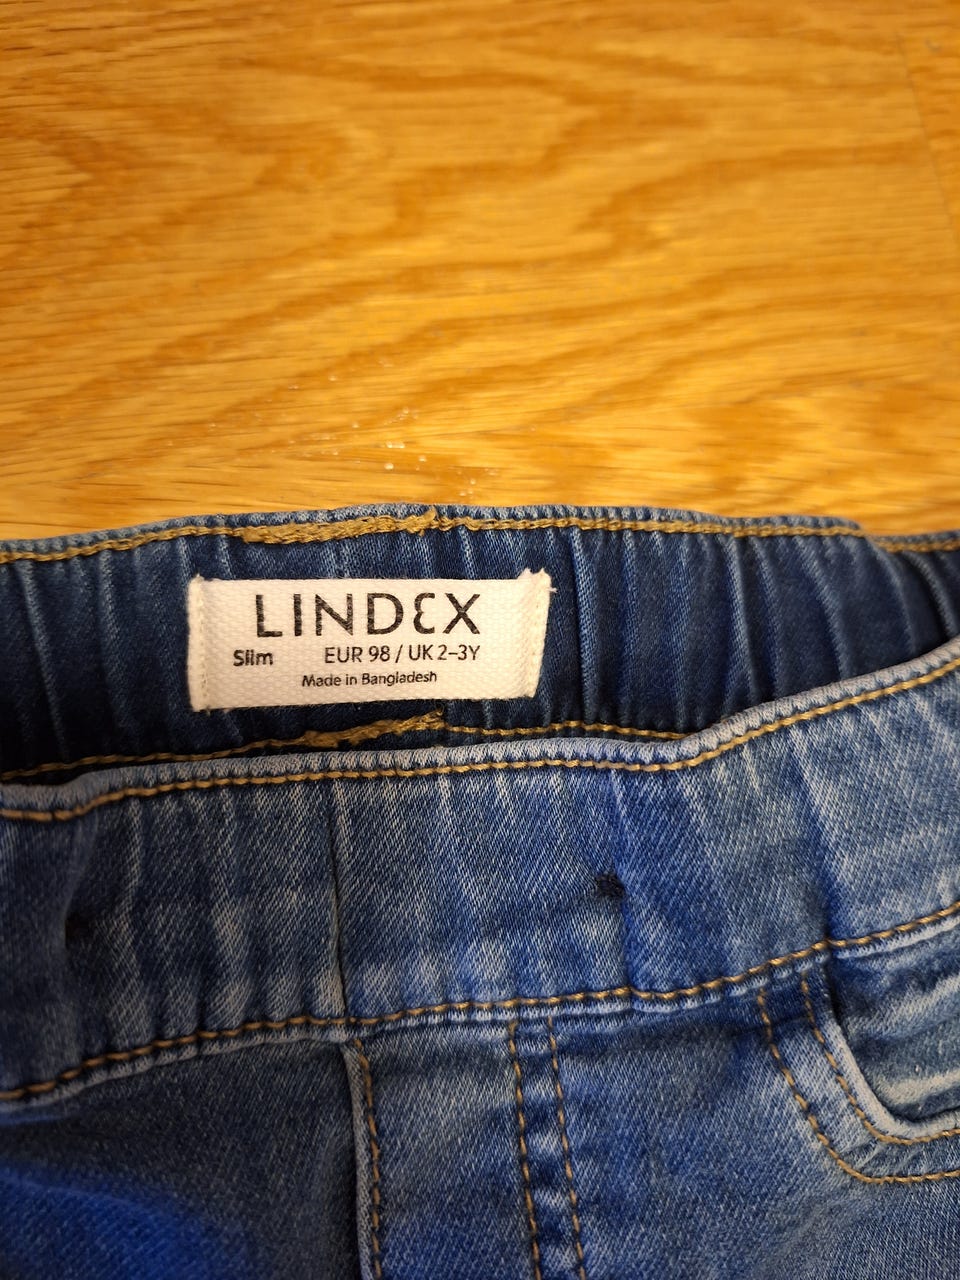 LINDEX
Slim EUR 98 / UK 2–3Y
Made in Bangladesh